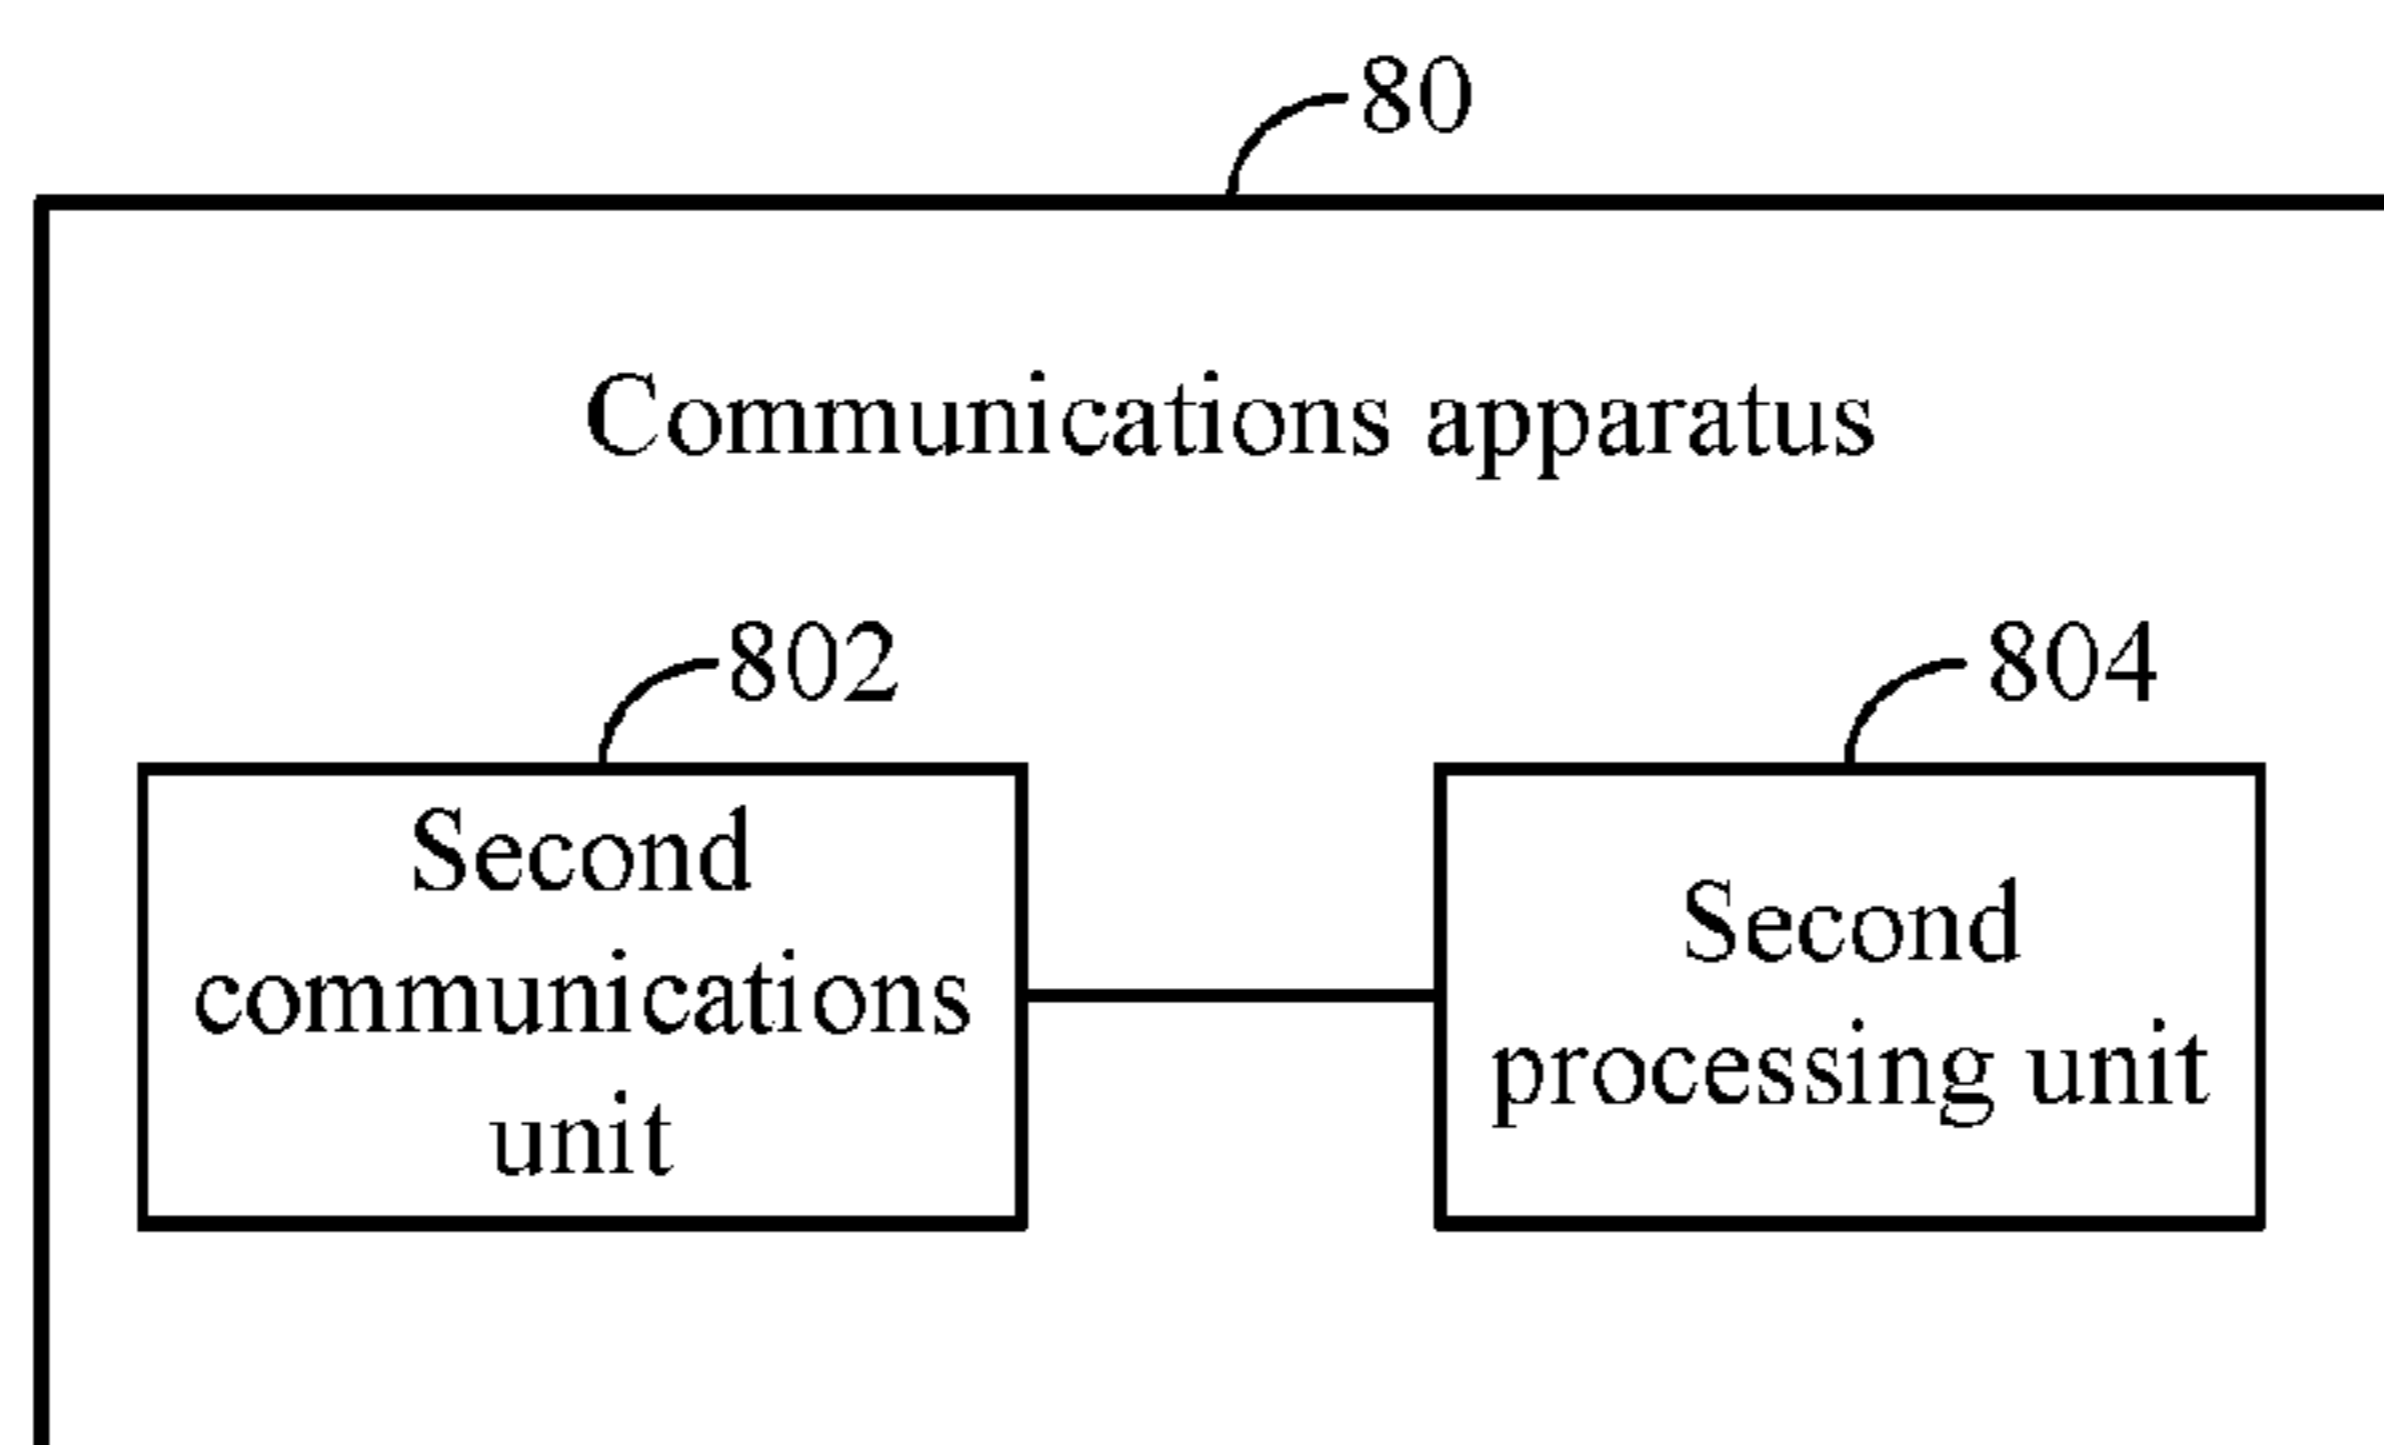 80
Communications apparatus
802
804
Second
communications
unit
Second
processing unit